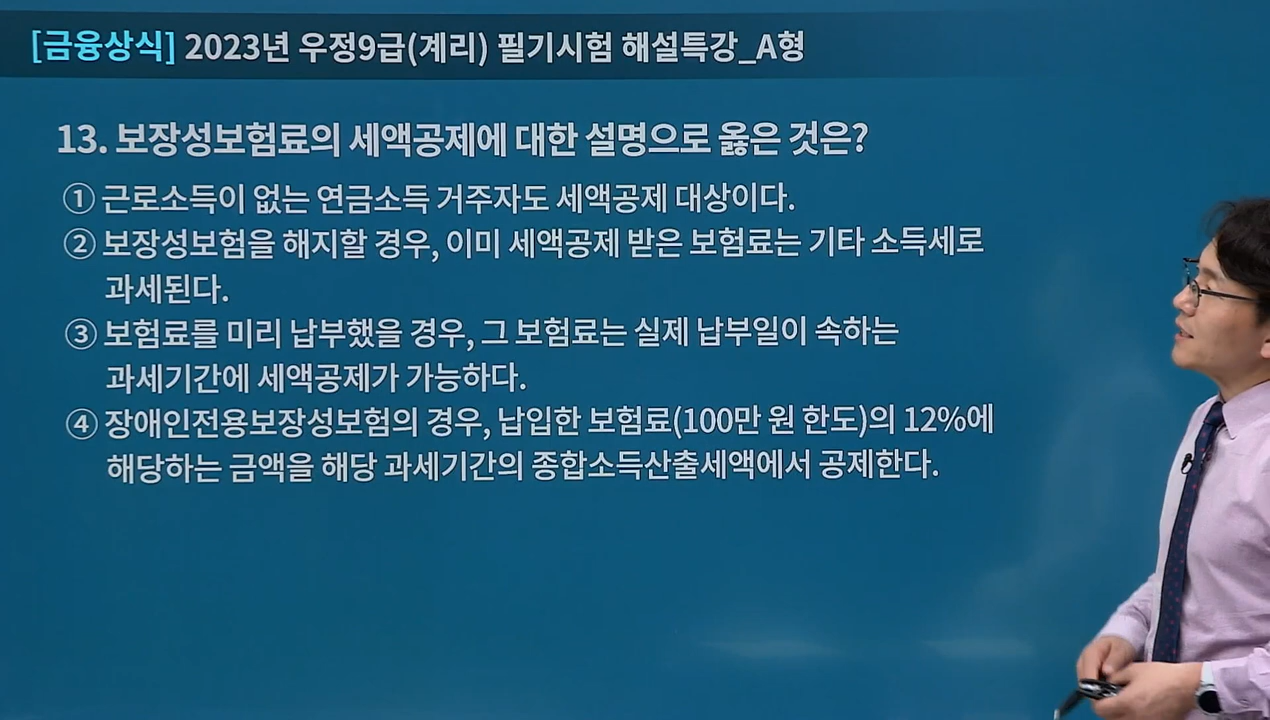 [금융상식] 2023년 우정9급(계리) 필기시험 해설특강_A형
13. 보장성보험료의 세액공제에 대한 설명으로 옳은 것은?
① 근로소득이 없는 연금소득 거주자도 세액공제 대상이다.
② 보장성보험을 해지할 경우, 이미 세액공제 받은 보험료는 기타 소득세로
과세된다.
③ 보험료를 미리 납부했을 경우, 그 보험료는 실제 납부일이 속하는
과세기간에 세액공제가 가능하다.
④ 장애인전용보장성보험의 경우, 납입한 보험료(100만 원 한도)의 12%에
해당하는 금액을 해당 과세기간의 종합소득산출세액에서 공제한다.